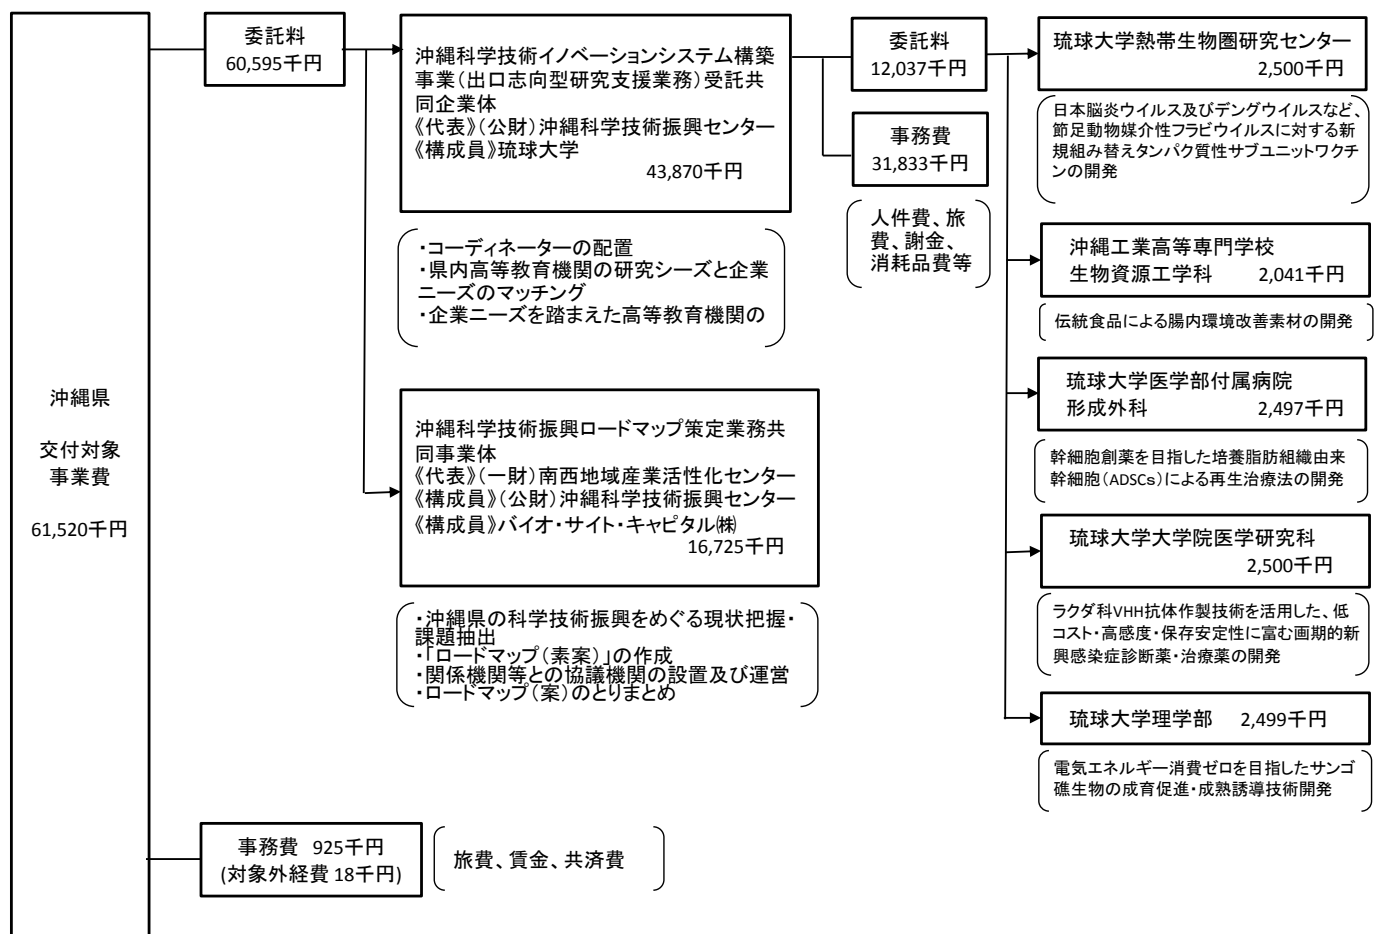 沖縄県
交付対象
事業費
61,520千円
委託料
60,595千円
沖縄科学技術イノベーションシステム構築
事業(出口志向型研究支援業務)受託共
同企業体
《代表》(公財)沖縄科学技術振興センター
《構成員》琉球大学
43,870千円
・コーディネーターの配置
・県内高等教育機関の研究シーズと企業
ニーズのマッチング
・企業ニーズを踏まえた高等教育機関の
委託料
12,037千円
事務費
31,833千円
人件費、旅
費、謝金、
消耗品費等
琉球大学熱帯生物圏研究センター
2,500千円
日本脳炎ウイルス及びデングウイルスなど、
節足動物媒介性フラビウイルスに対する新
規組み替えタンパク質性サブユニットワクチ
ンの開発
沖縄工業高等専門学校
生物資源工学科 2,041千円
伝統食品による腸内環境改善素材の開発
琉球大学医学部付属病院
形成外科 2,497千円
幹細胞創薬を目指した培養脂肪組織由来
幹細胞(ADSCs)による再生治療法の開発
琉球大学大学院医学研究科
2,500千円
ラクダ科VHH抗体作製技術を活用した、低
コスト・高感度・保存安定性に富む画期的新
興感染症診断薬・治療薬の開発
琉球大学理学部 2,499千円
電気エネルギー消費ゼロを目指したサンゴ
礁生物の成育促進・成熟誘導技術開発
沖縄科学技術振興ロードマップ策定業務共
同事業体
《代表》(一財)南西地域産業活性化センター
《構成員》(公財)沖縄科学技術振興センター
《構成員》バイオ・サイト・キャピタル㈱
16,725千円
・沖縄県の科学技術振興をめぐる現状把握・
課題抽出
・「ロードマップ(素案)」の作成
・関係機関等との協議機関の設置及び運営
・ロードマップ(案)のとりまとめ
事務費 925千円
(対象外経費 18千円)
旅費、賃金、共済費